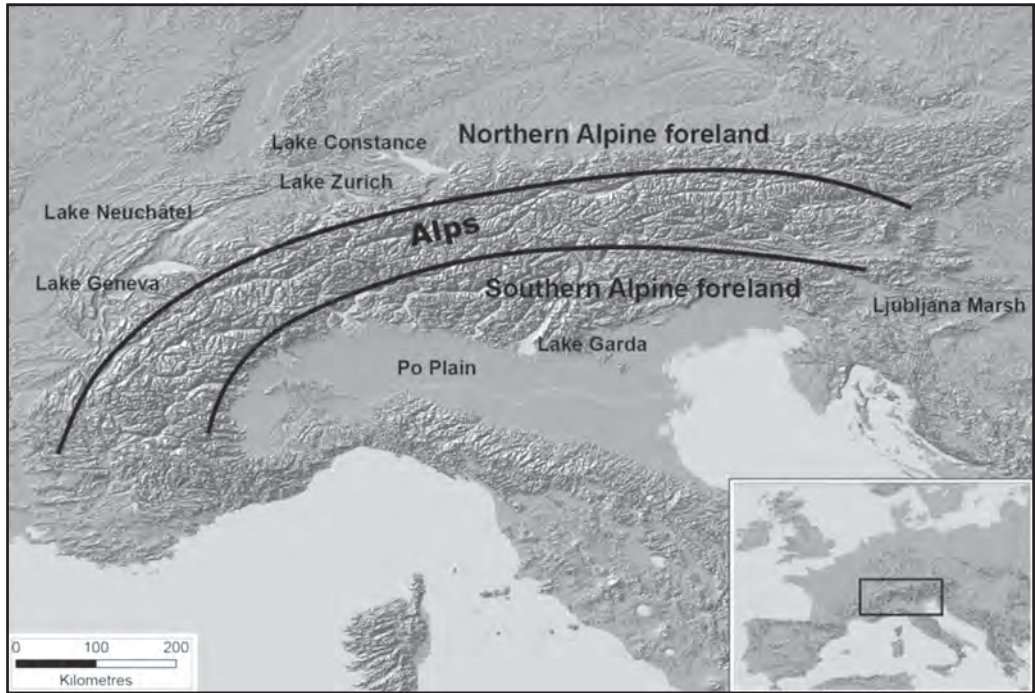 Northern Alpine foreland
Lake Constance
Lake Zurich
Lake Neuchâtel
Alps
Lake Geneva
Southern Alpine foreland
Ljubljana Marsh
Lake Garda
Po Plain
0 100 200
Kilometres